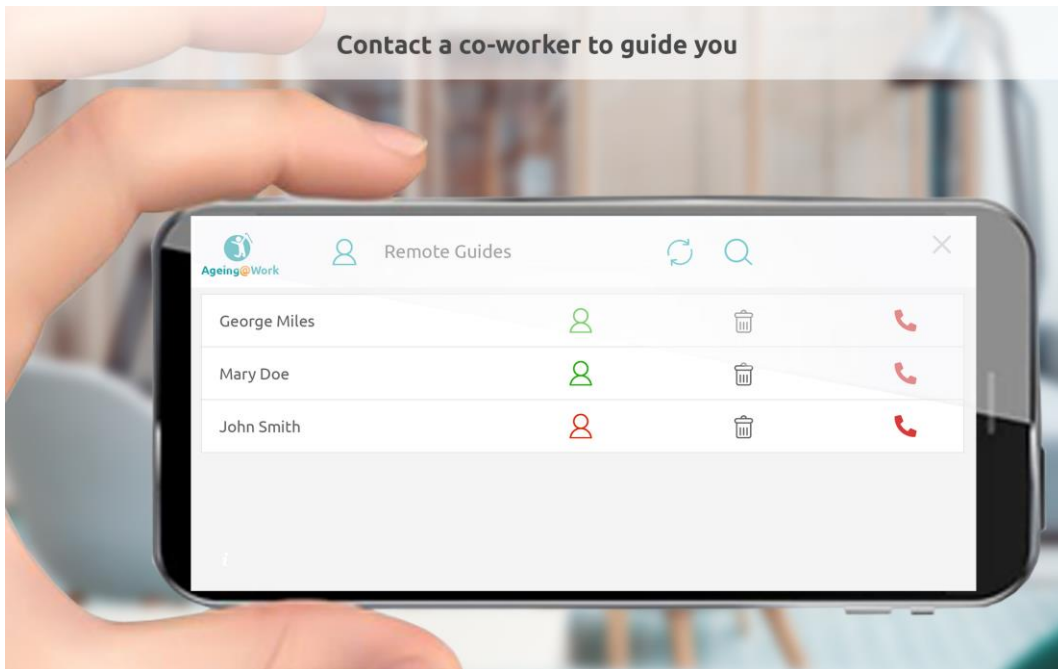 Contact a co-worker to guide you
Ageing@Work
Remote Guides
George Miles
Mary Doe
John Smith
i